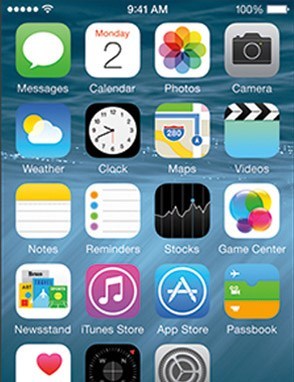 9:41 AM 100%
Monday
2
Messages Calendar Photos Camera
280
Weather Clock Maps Videos
Notes Reminders Stocks Game Center
Newsstand iTunes Store App Store Passbook